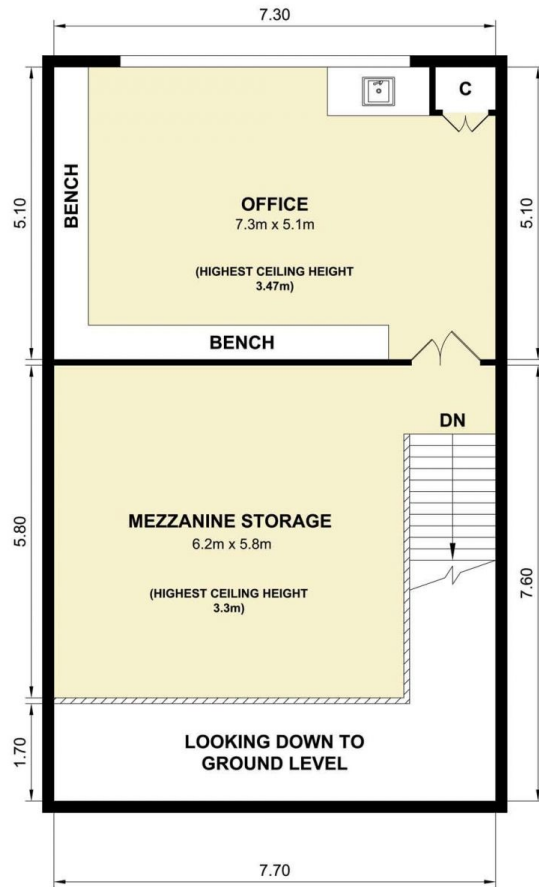 7.30
C
5.10
5.10
BENCH
OFFICE
7.3m x 5.1m
(HIGHEST CEILING HEIGHT
3.47m)
BENCH
DN
5.80
MEZZANINE STORAGE
6.2m x 5.8m
(HIGHEST CEILING HEIGHT
3.3m)
7.60
1.70
LOOKING DOWN TO
GROUND LEVEL
7.70